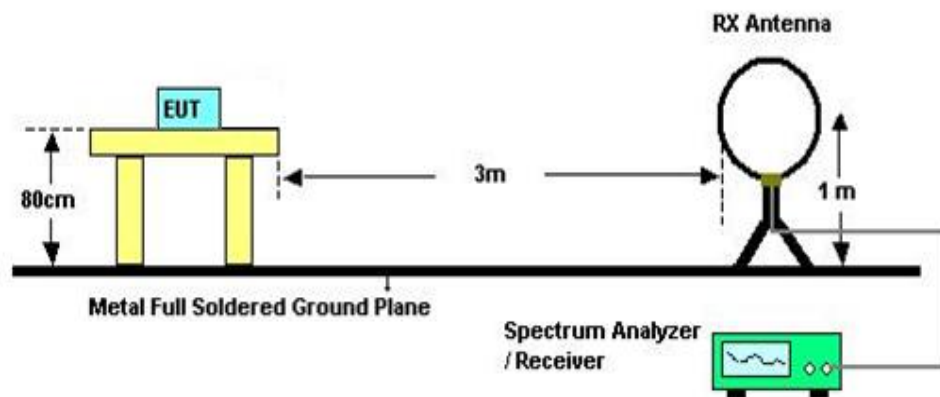 RX Antenna
EUT
80cm
3m
1 m
Metal Full Soldered Ground Plane
Spectrum Analyzer
/ Receiver